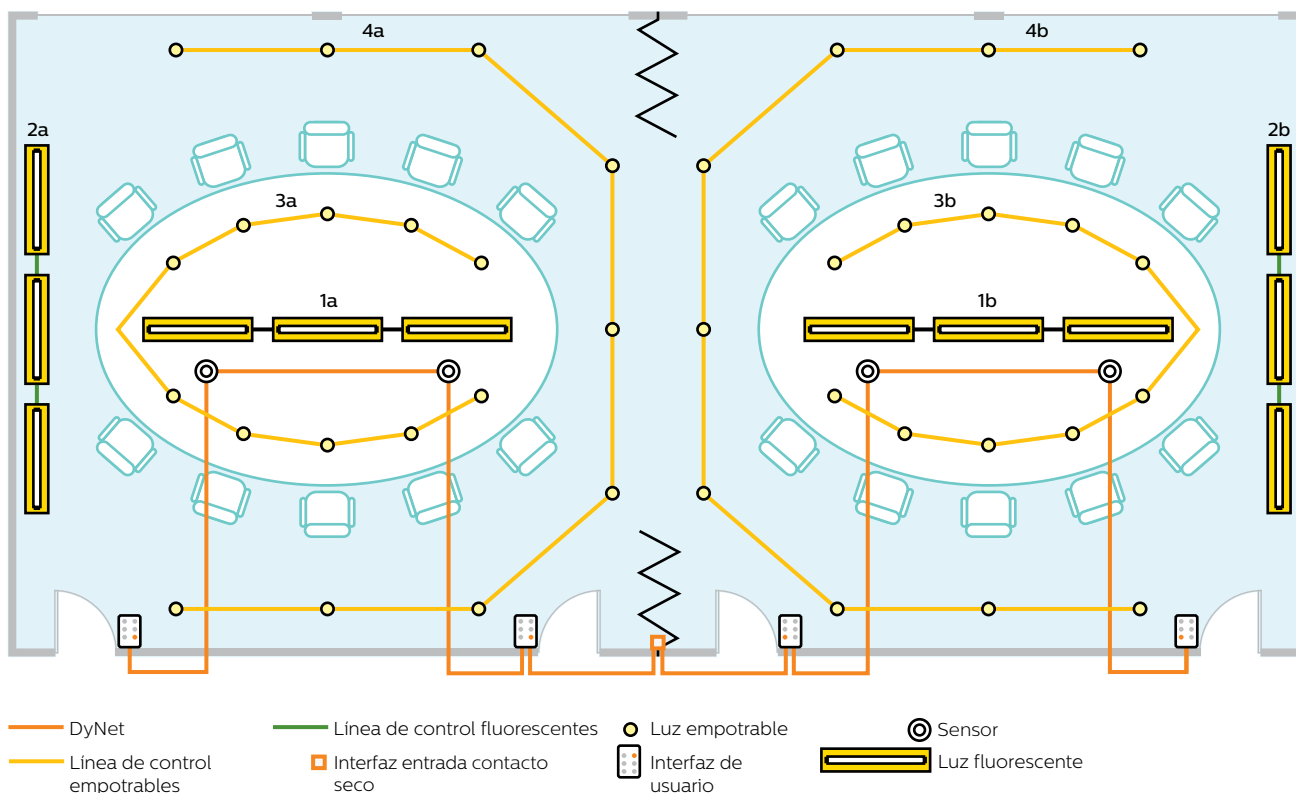 4a
4b
2a
2b
3a
3b
1a
1b
DyNet
Línea de control fluorescentes
Luz empotrable
Sensor
Línea de control
empotrables
Interfaz entrada contacto
seco
Interfaz de
usuario
Luz fluorescente